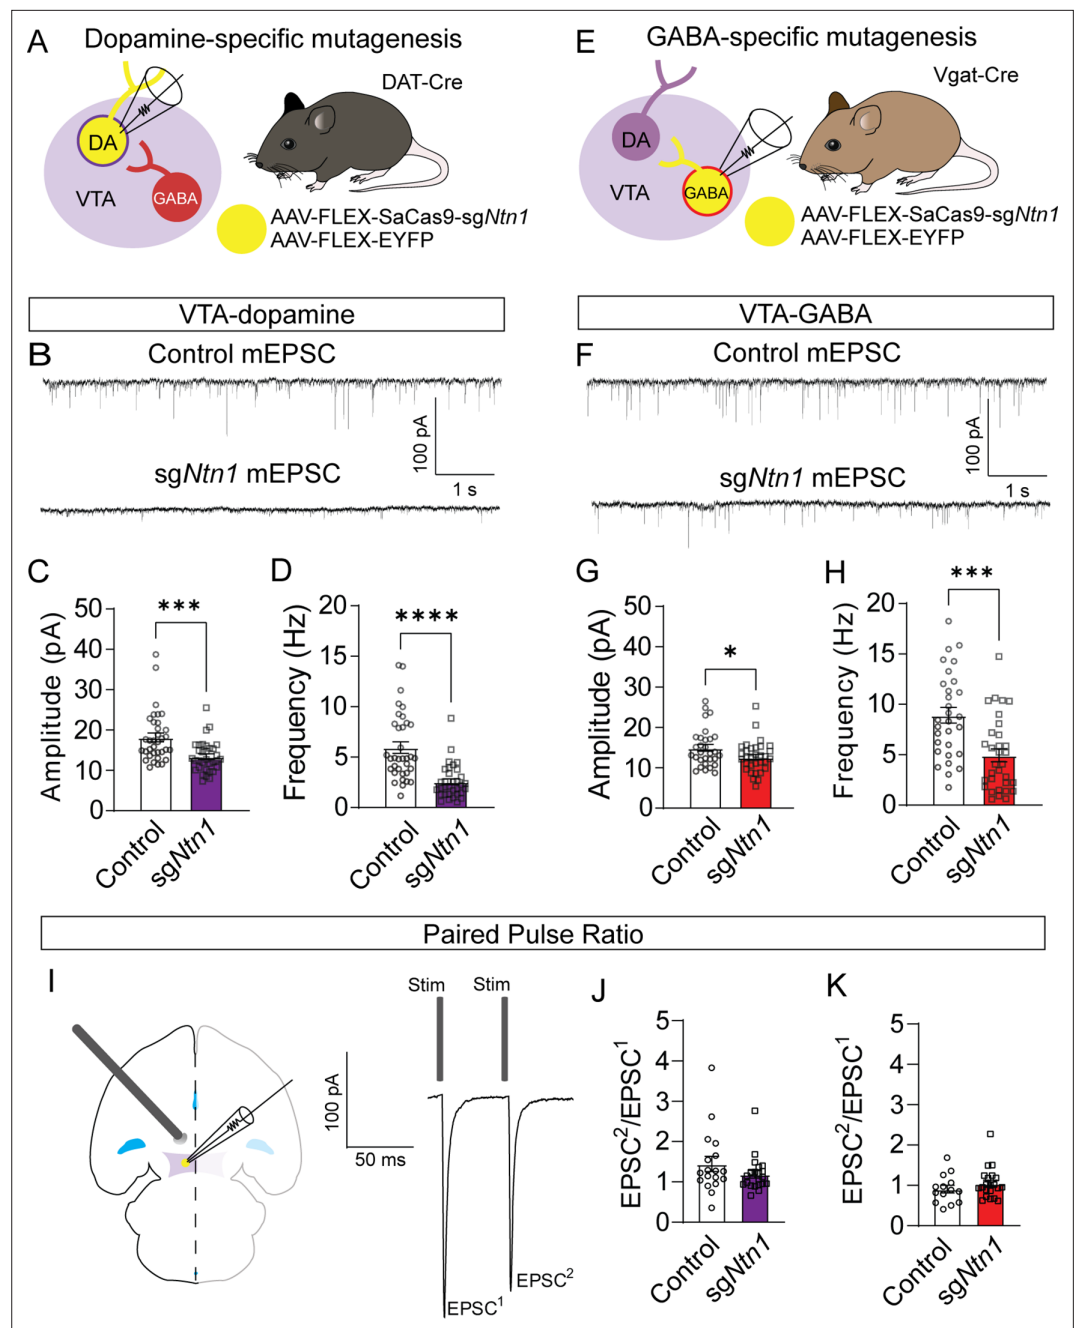 A Dopamine-specific mutagenesis
DAT-Cre
DA
VTA
GABA
AAV-FLEX-SaCas9-sgNtn1
AAV-FLEX-EYFP
E GABA-specific mutagenesis
Vgat-Cre
DA
VTA
GABA
AAV-FLEX-SaCas9-sgNtn1
AAV-FLEX-EYFP
VTA-dopamine
B Control mEPSC
100 pA
1 s
sgNtn1 mEPSC
VTA-GABA
F Control mEPSC
100 pA
1 s
sgNtn1 mEPSC
C
Amplitude (pA)
50
40
30
20
10
0
***
Control
sgNtn1
D
Frequency (Hz)
20
15
10
5
0
****
Control
sgNtn1
G
Amplitude (pA)
50
40
30
20
10
0
*
Control
sgNtn1
H
Frequency (Hz)
20
15
10
5
0
***
Control
sgNtn1
Paired Pulse Ratio
I
Stim Stim
100 pA
50 ms
EPSC¹
EPSC²
J
EPSC²/EPSC¹
5
4
3
2
1
0
Control
sgNtn1
K
EPSC²/EPSC¹
5
4
3
2
1
0
Control
sgNtn1